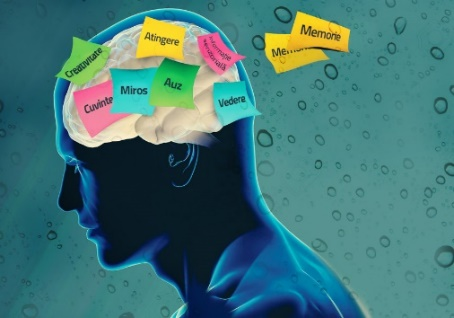 Creativitate
Atingere
Memorie
Cuvinte
Miros
Auz
Vedere